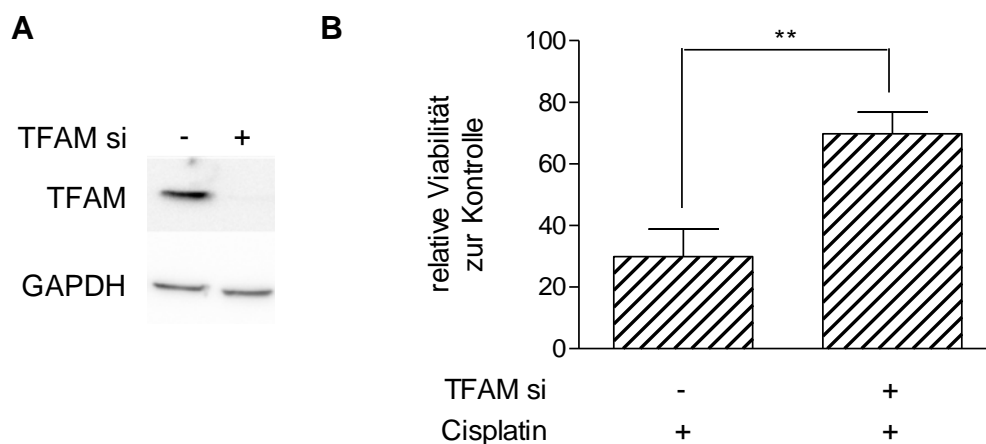 A
TFAM si - +
TFAM
GAPDH
B
relative Viabilität
zur Kontrolle
100
80
60
40
20
0
**
TFAM si - +
Cisplatin + +